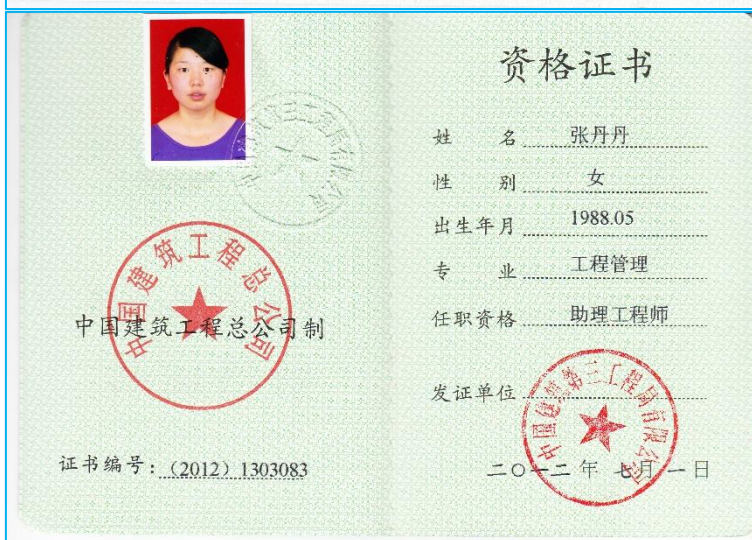 中国建筑工程总公司
中国建筑工程总公司制
证书编号：（2012）1303083
资格证书
姓 名 张丹丹
性 别 女
出生年月 1988.05
专 业 工程管理
任职资格 助理工程师
发证单位
中国建筑第三工程局有限公司
二〇一二年 七月一日